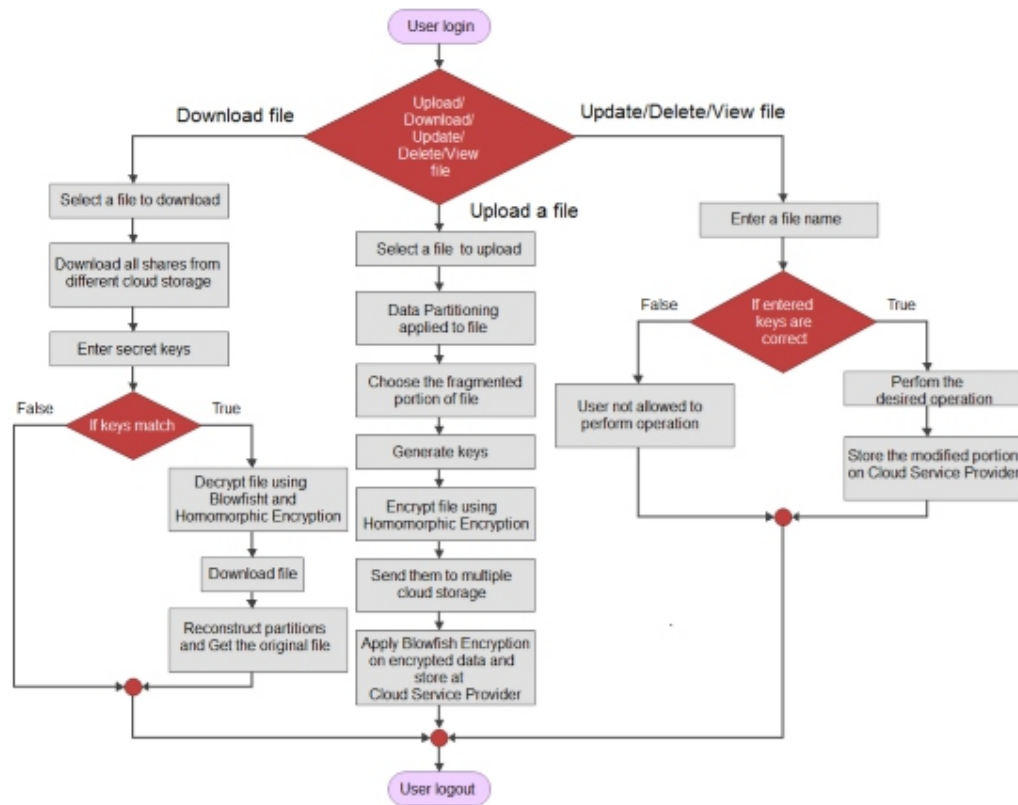 User login
Download file
Upload/
Download/
Update/
Delete/View
file
Update/Delete/View file
Select a file to download
Download all shares from
different cloud storage
Enter secret keys
False
True
If keys match
Decrypt file using
Blowfisht and
Homomorphic Encryption
Download file
Reconstruct partitions
and Get the original file
Upload a file
Select a file to upload
Data Partitioning
applied to file
Choose the fragmented
portion of file
Generate keys
Encrypt file using
Homomorphic Encryption
Send them to multiple
cloud storage
Apply Blowfish Encryption
on encrypted data and
store at
Cloud Service Provider
Enter a file name
False
True
If entered
keys are
correct
User not allowed to
perform operation
Perfom the
desired operation
Store the modified portion
on Cloud Service Provider
User logout